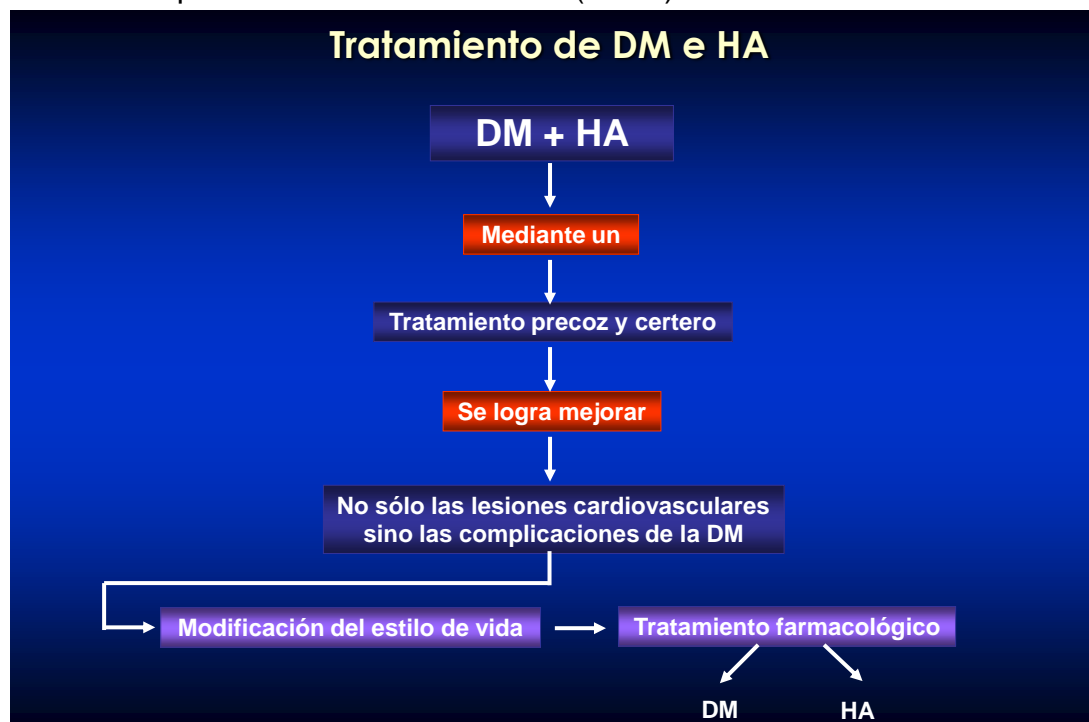 Tratamiento de DM e HA
DM + HA
Mediante un
Tratamiento precoz y certero
Se logra mejorar
No sólo las lesiones cardiovasculares
sino las complicaciones de la DM
Modificación del estilo de vida
Tratamiento farmacológico
DM
HA